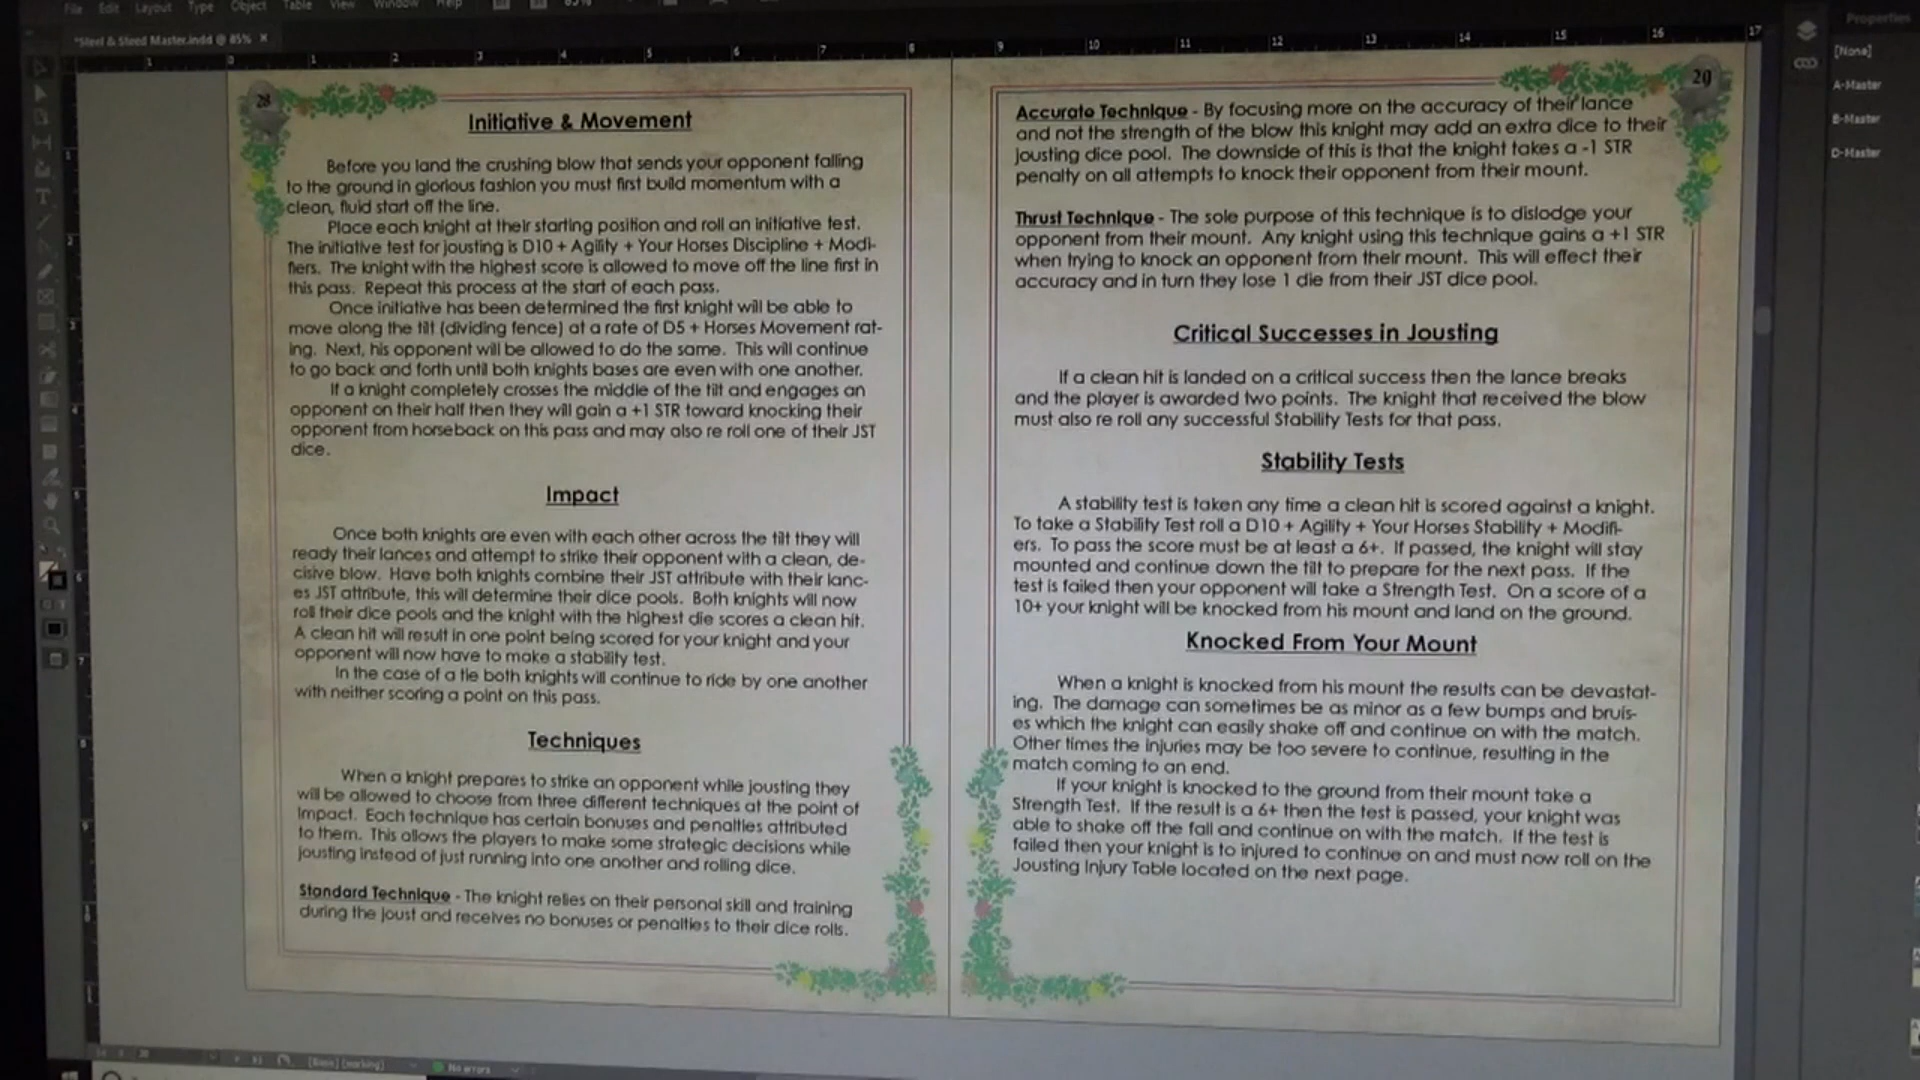 File Edit Layout Type Object Table View Window Help
*Steel & Steed Master.indd @ 85% ×
Properties
[None]
A-Master
B-Master
D-Master
28
Initiative & Movement
Before you land the crushing blow that sends your opponent falling
to the ground in glorious fashion you must first build momentum with a
clean, fluid start off the line.
Place each knight at their starting position and roll an initiative test.
The initiative test for jousting is D10 + Agility + Your Horses Discipline + Modi-
fiers. The knight with the highest score is allowed to move off the line first in
this pass. Repeat this process at the start of each pass.
Once initiative has been determined the first knight will be able to
move along the tilt (dividing fence) at a rate of D5 + Horses Movement rat-
ing. Next, his opponent will be allowed to do the same. This will continue
to go back and forth until both knights bases are even with one another.
If a knight completely crosses the middle of the tilt and engages an
opponent on their half then they will gain a +1 STR toward knocking their
opponent from horseback on this pass and may also re roll one of their JST
dice.
Impact
Once both knights are even with each other across the tilt they will
ready their lances and attempt to strike their opponent with a clean, de-
cisive blow. Have both knights combine their JST attribute with their lanc-
es JST attribute, this will determine their dice pools. Both knights will now
roll their dice pools and the knight with the highest die scores a clean hit.
A clean hit will result in one point being scored for your knight and your
opponent will now have to make a stability test.
In the case of a tie both knights will continue to ride by one another
with neither scoring a point on this pass.
Techniques
When a knight prepares to strike an opponent while jousting they
will be allowed to choose from three different techniques at the point of
Impact. Each technique has certain bonuses and penalties attributed
to them. This allows the players to make some strategic decisions while
jousting instead of just running into one another and rolling dice.
Standard Technique - The knight relies on their personal skill and training
during the joust and receives no bonuses or penalties to their dice rolls.
29
Accurate Technique - By focusing more on the accuracy of their lance
and not the strength of the blow this knight may add an extra dice to their
jousting dice pool. The downside of this is that the knight takes a -1 STR
penalty on all attempts to knock their opponent from their mount.
Thrust Technique - The sole purpose of this technique is to dislodge your
opponent from their mount. Any knight using this technique gains a +1 STR
when trying to knock an opponent from their mount. This will effect their
accuracy and in turn they lose 1 die from their JST dice pool.
Critical Successes in Jousting
If a clean hit is landed on a critical success then the lance breaks
and the player is awarded two points. The knight that received the blow
must also re roll any successful Stability Tests for that pass.
Stability Tests
A stability test is taken any time a clean hit is scored against a knight.
To take a Stability Test roll a D10 + Agility + Your Horses Stability + Modifi-
ers. To pass the score must be at least a 6+. If passed, the knight will stay
mounted and continue down the tilt to prepare for the next pass. If the
test is failed then your opponent will take a Strength Test. On a score of a
10+ your knight will be knocked from his mount and land on the ground.
Knocked From Your Mount
When a knight is knocked from his mount the results can be devastat-
ing. The damage can sometimes be as minor as a few bumps and bruis-
es which the knight can easily shake off and continue on with the match.
Other times the injuries may be too severe to continue, resulting in the
match coming to an end.
If your knight is knocked to the ground from their mount take a
Strength Test. If the result is a 6+ then the test is passed, your knight was
able to shake off the fall and continue on with the match. If the test is
failed then your knight is to injured to continue on and must now roll on the
Jousting Injury Table located on the next page.
No errors